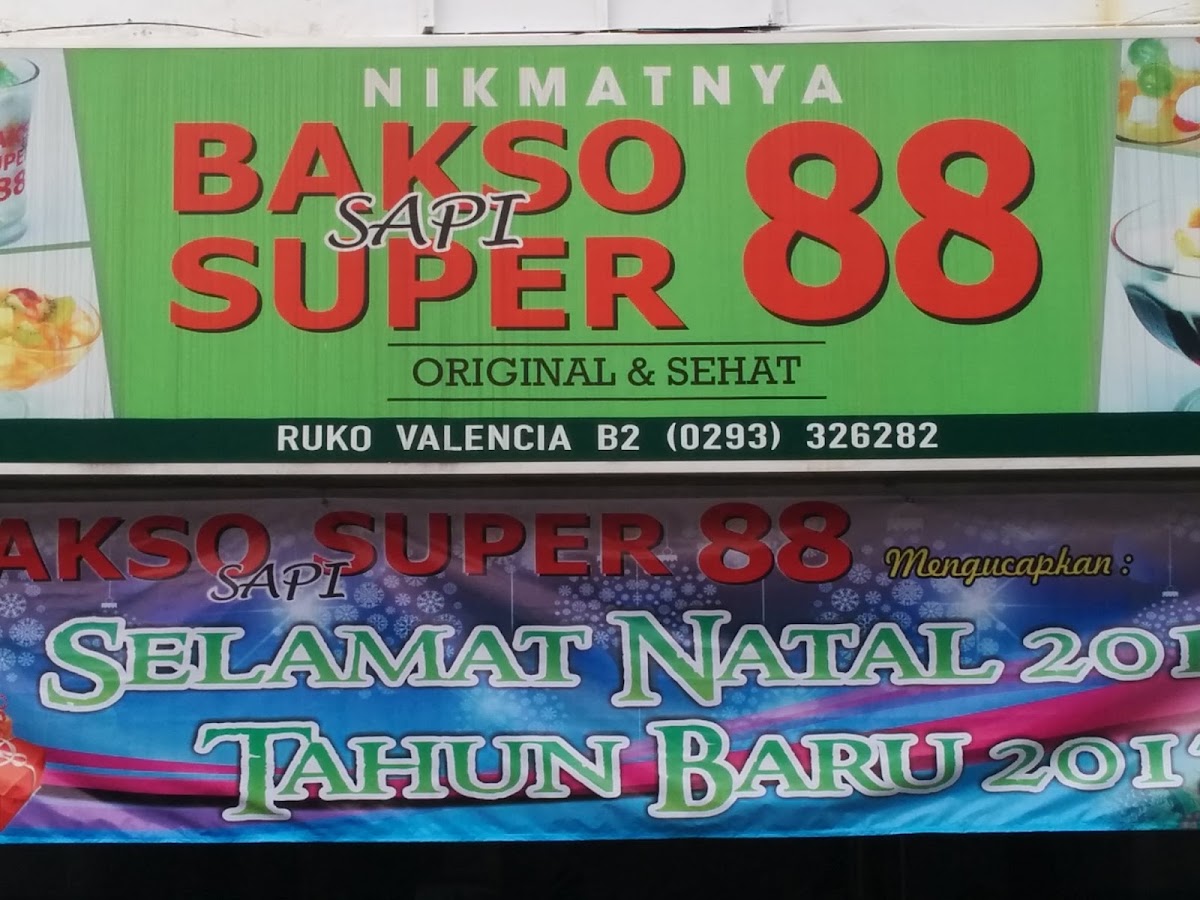 NIKMATNYA
BAKSO
SAPI
SUPER
88
ORIGINAL & SEHAT
RUKO VALENCIA B2 (0293) 326282
SUPER 88
SAPI
Mengucapkan :
SELAMAT NATAL
TAHUN BARU